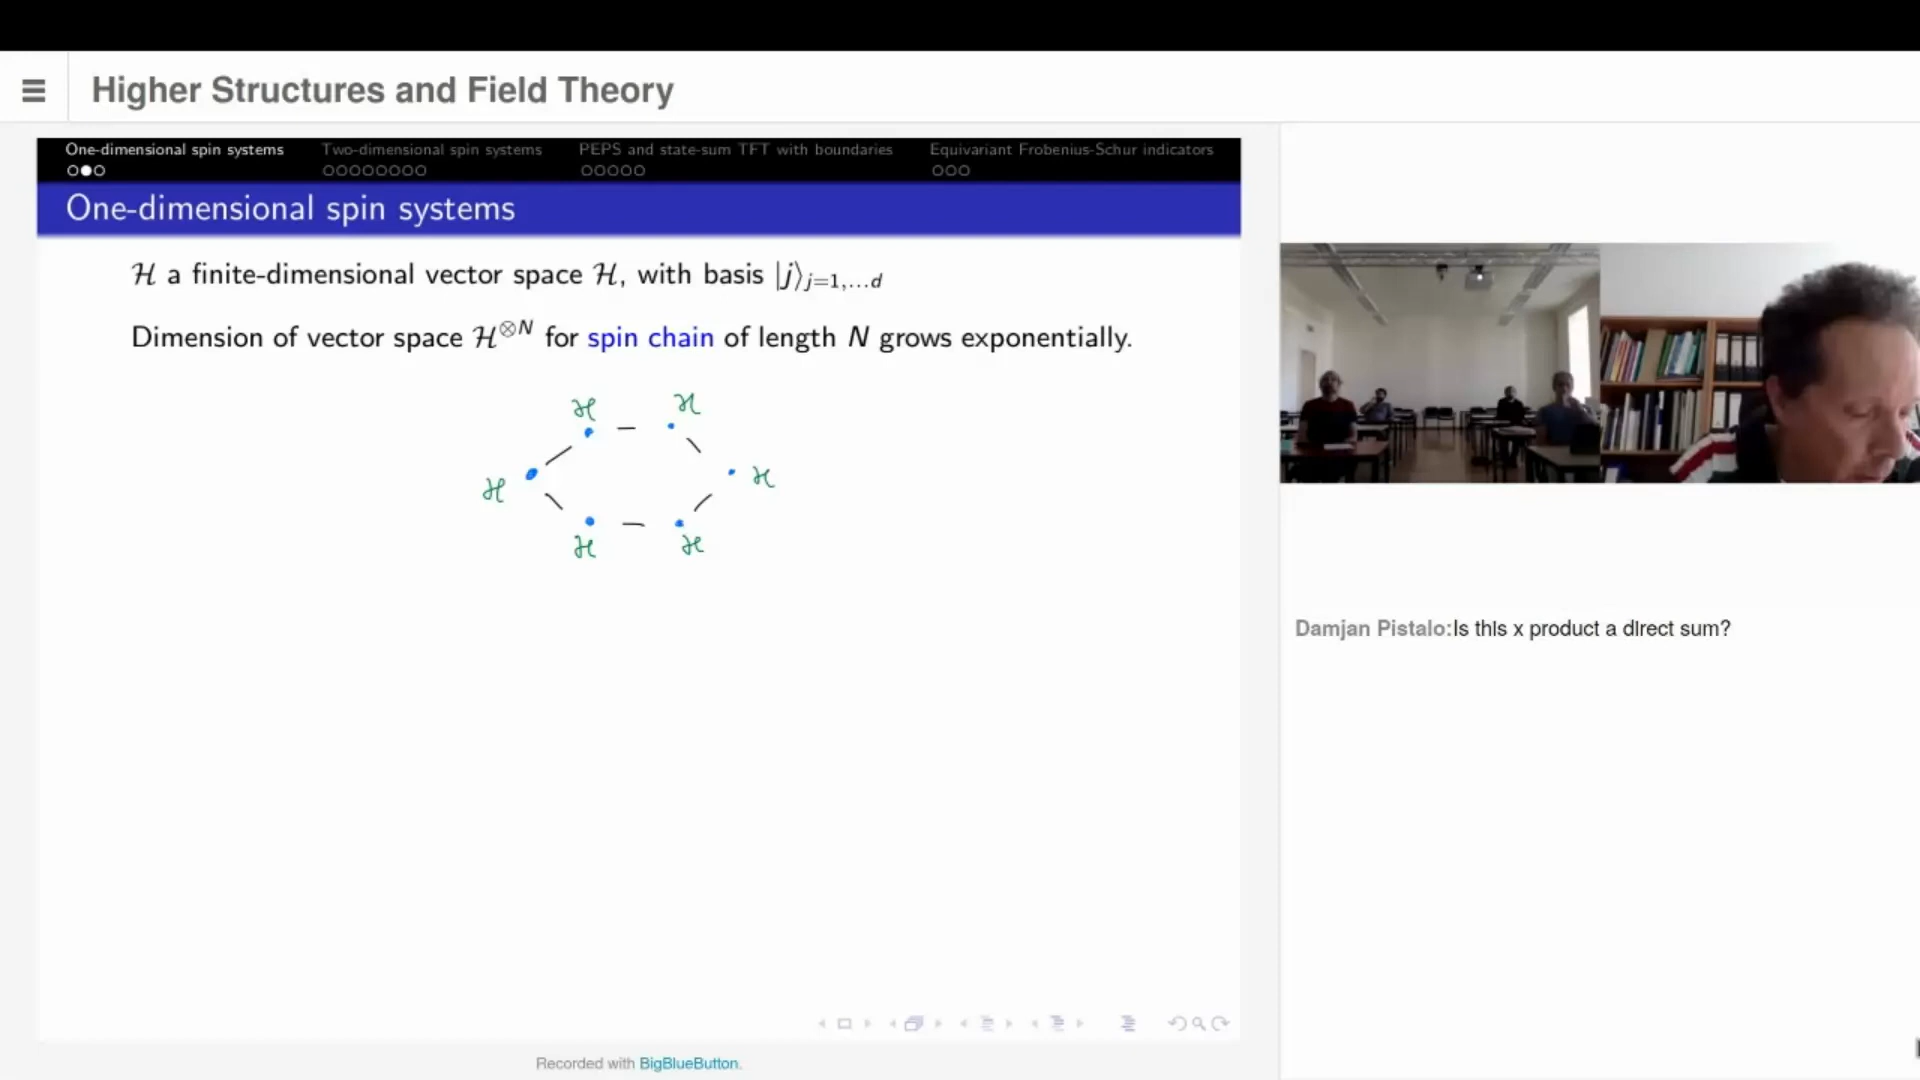 Higher Structures and Field Theory
One-dimensional spin systems
Two-dimensional spin systems
PEPS and state-sum TFT with boundaries
Equivariant Frobenius-Schur indicators
One-dimensional spin systems
ℋ a finite-dimensional vector space ℋ, with basis |j⟩j=1,...d
Dimension of vector space ℋ⊗N for spin chain of length N grows exponentially.
ℋ ℋ
ℋ ℋ
ℋ ℋ
Damjan Pistalo:Is this x product a direct sum?
Recorded with BigBlueButton.